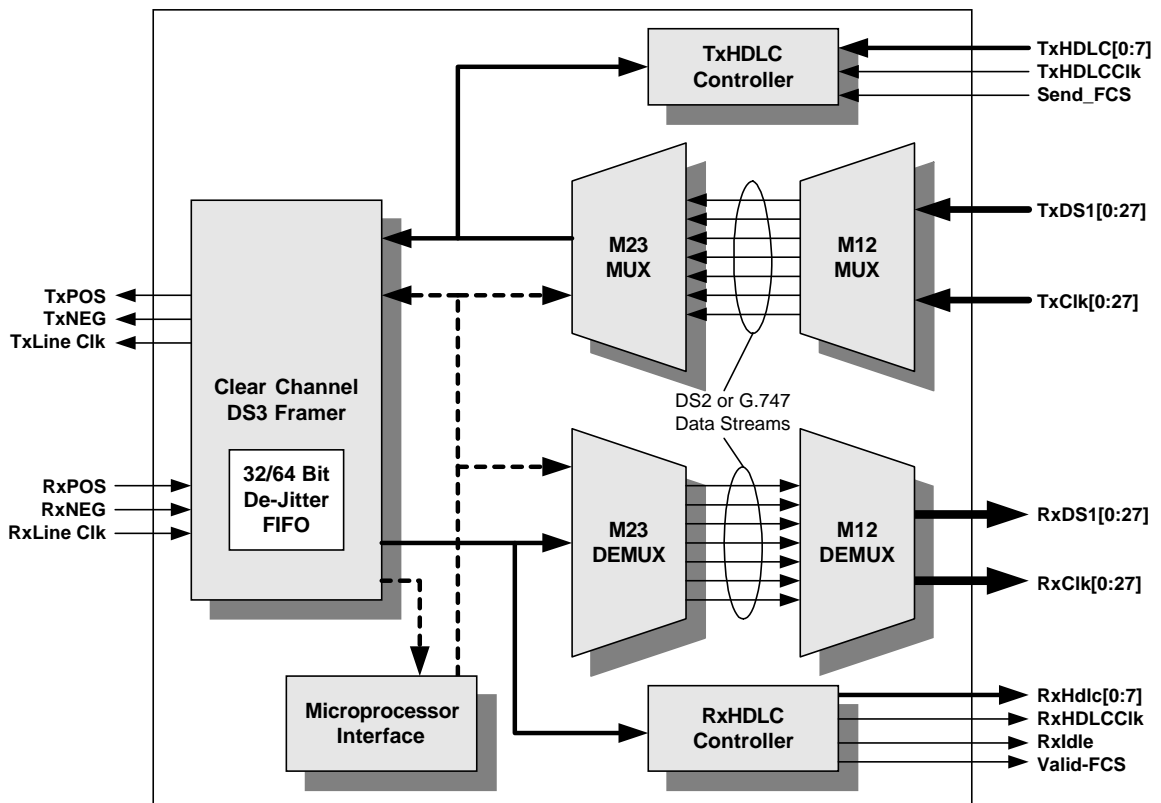 TxHDLC
Controller
TxHDLC[0:7]
TxHDLCClk
Send_FCS
M23
MUX
M12
MUX
TxDS1[0:27]
TxClk[0:27]
TxPOS
TxNEG
TxLine Clk
Clear Channel
DS3 Framer
DS2 or G.747
Data Streams
32/64 Bit
De-Jitter
FIFO
RxPOS
RxNEG
RxLine Clk
M23
DEMUX
M12
DEMUX
RxDS1[0:27]
RxClk[0:27]
Microprocessor
Interface
RxHDLC
Controller
RxHdlc[0:7]
RxHDLCClk
RxIdle
Valid-FCS